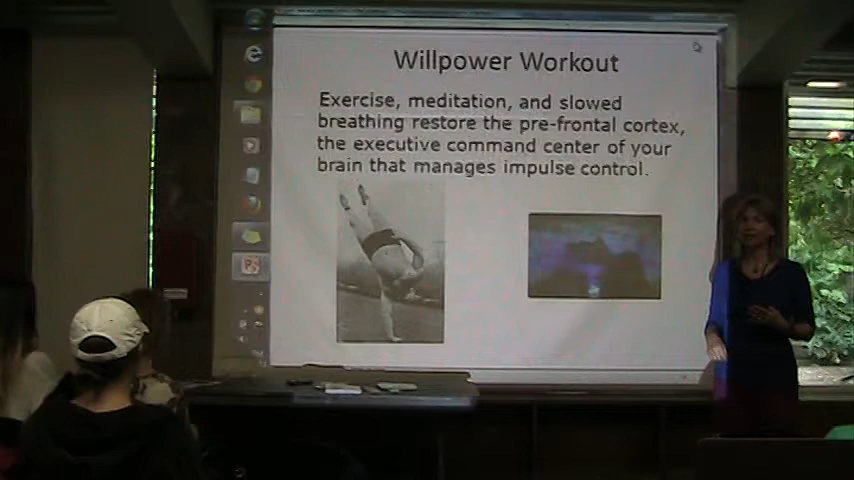 Willpower Workout
Exercise, meditation, and slowed
breathing restore the pre-frontal cortex,
the executive command center of your
brain that manages impulse control.